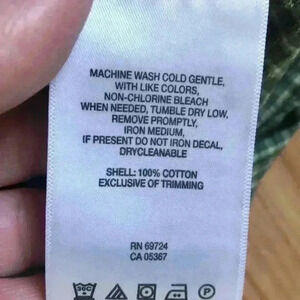 MACHINE WASH COLD GENTLE,
WITH LIKE COLORS,
NON-CHLORINE BLEACH
WHEN NEEDED, TUMBLE DRY LOW,
REMOVE PROMPTLY,
IRON MEDIUM,
IF PRESENT DO NOT IRON DECAL,
DRYCLEANABLE
SHELL: 100% COTTON
EXCLUSIVE OF TRIMMING
RN 69724
CA 05367